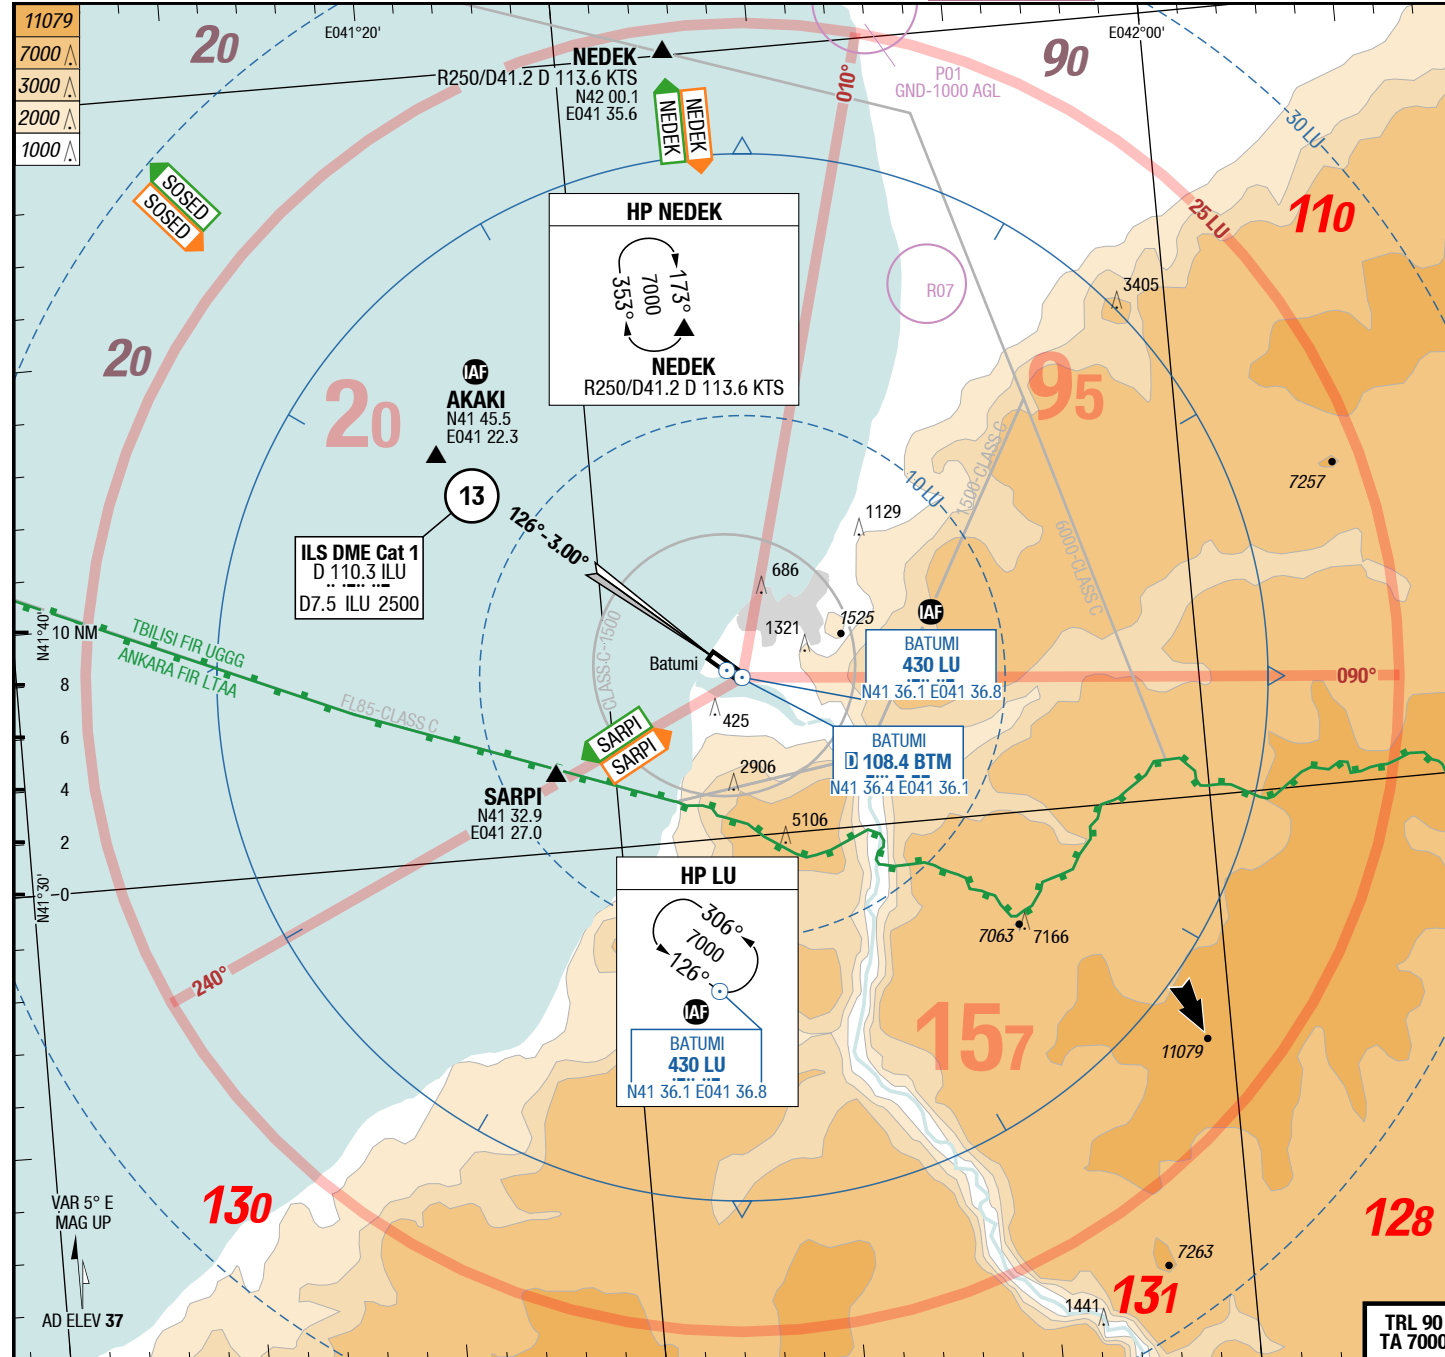 11079
7000
3000
2000
1000
20
E041°20'
NEDEK
R250/D41.2 D 113.6 KTS
N42 00.1
E041 35.6
NEDEK
NEDEK
010°
P01
GND-1000 AGL
90
E042°00'
30 LU
SOSED
SOSED
HP NEDEK
353°
7000
173°
NEDEK
R250/D41.2 D 113.6 KTS
25 LU
110
R07
3405
20
20
IAF
AKAKI
N41 45.5
E041 22.3
13
126°-3.00°
ILS DME Cat 1
D 110.3 ILU
D7.5 ILU 2500
95
10 LU
1500-CLASS C
6000-CLASS C
7257
1129
686
1525
1321
IAF
BATUMI
430 LU
N41 36.1 E041 36.8
090°
CLASS C-1500
Batumi
N41°40'
10 NM
8
6
4
2
0
N41°30'
TBILISI FIR UGGG
ANKARA FIR LTAA
FL85-CLASS C
SARPI
SARPI
425
BATUMI
D 108.4 BTM
N41 36.4 E041 36.1
2906
SARPI
N41 32.9
E041 27.0
5106
HP LU
306°
7000
126°
IAF
BATUMI
430 LU
N41 36.1 E041 36.8
7063
7166
240°
157
11079
130
VAR 5° E
MAG UP
AD ELEV 37
128
7263
131
1441
TRL 90
TA 7000